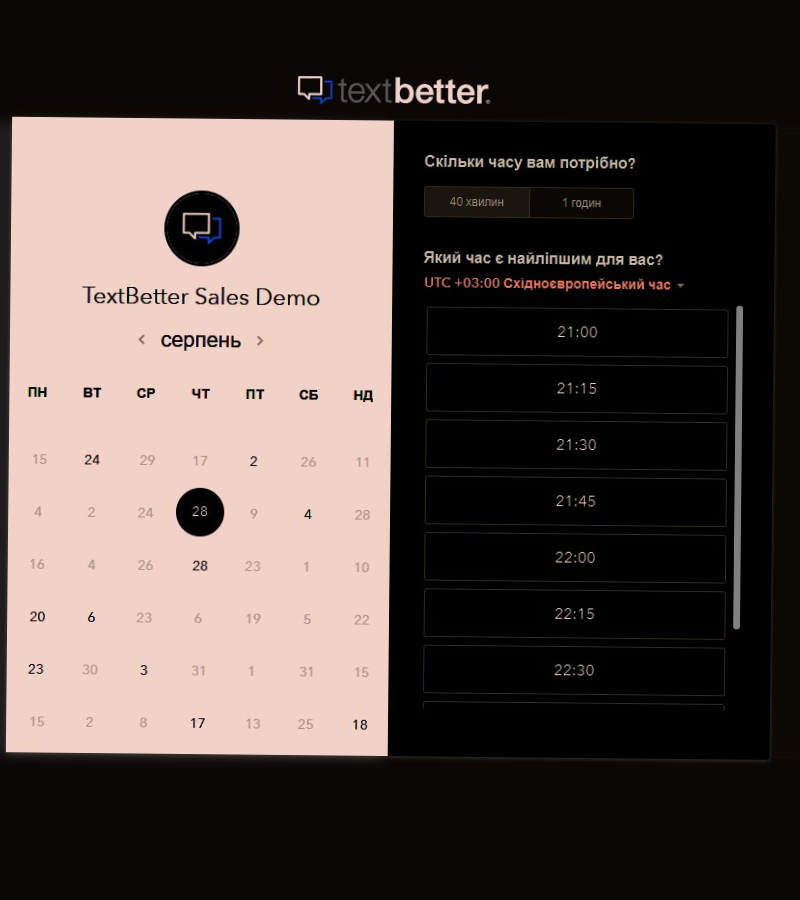 textbetter.
TextBetter Sales Demo
серпень
ПН ВТ СР ЧТ ПТ СБ НД
15 24 29 17 2 26 11
4 2 24 28 9 4 28
16 4 26 28 23 1 10
20 6 23 6 19 5 22
23 30 3 31 1 31 15
15 2 8 17 13 25 18
Скільки часу вам потрібно?
40 хвилин 1 годин
Який час є найліпшим для вас?
UTC +03:00 Східноєвропейський час
21:00
21:15
21:30
21:45
22:00
22:15
22:30